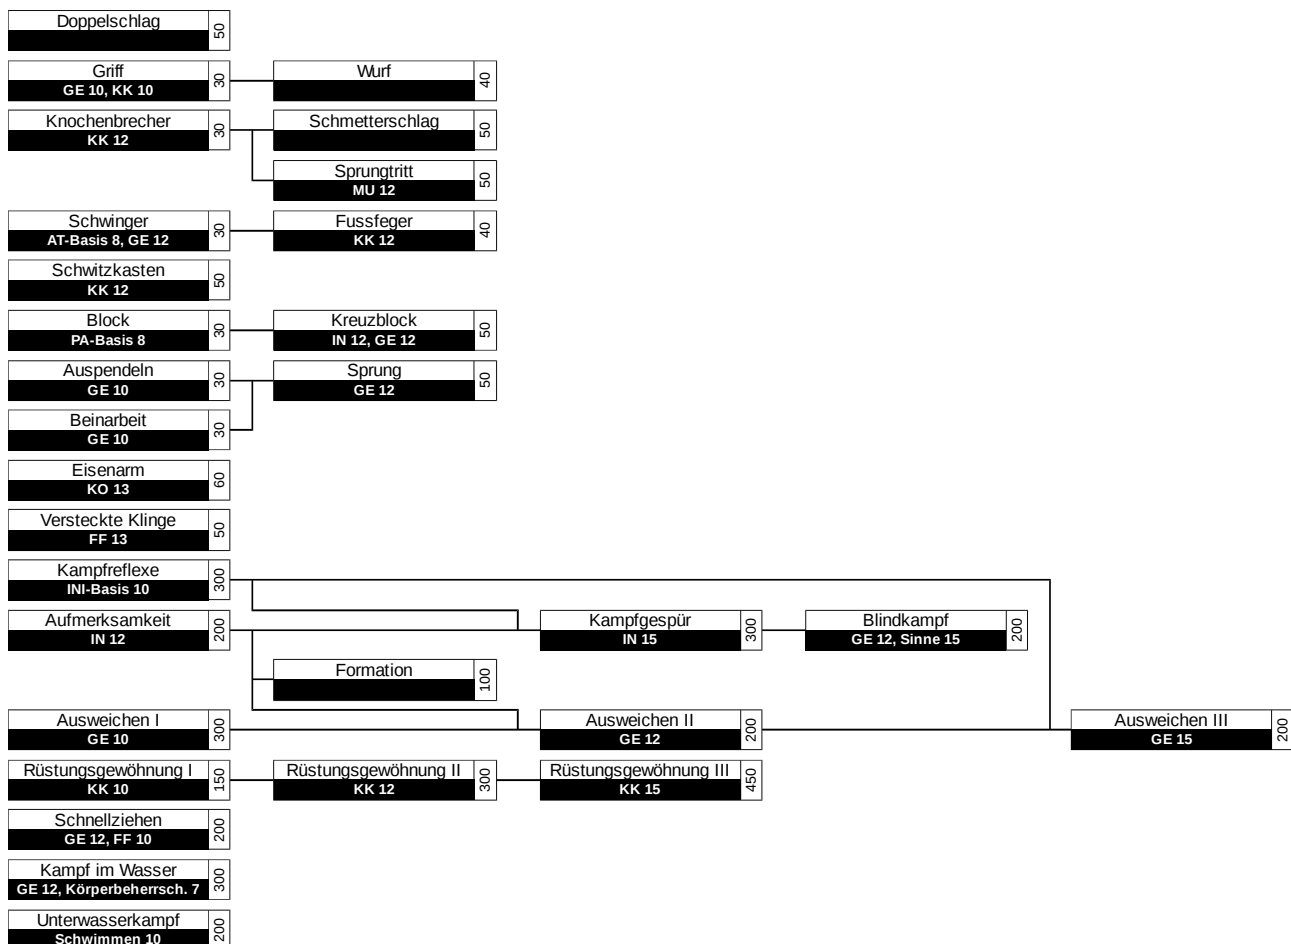 Doppelschlag
50
Griff
GE 10, KK 10
30
Wurf
40
Knochenbrecher
KK 12
30
Schmetterschlag
50
Sprungtritt
MU 12
50
Schwinger
AT-Basis 8, GE 12
30
Fussfeger
KK 12
40
Schwitzkasten
KK 12
50
Block
PA-Basis 8
30
Kreuzblock
IN 12, GE 12
50
Auspendeln
GE 10
30
Sprung
GE 12
50
Beinarbeit
GE 10
30
Eisenarm
KO 13
60
Versteckte Klinge
FF 13
50
Kampfreflexe
INI-Basis 10
300
Aufmerksamkeit
IN 12
200
Kampfgespür
IN 15
300
Blindkampf
GE 12, Sinne 15
200
Formation
100
Ausweichen I
GE 10
300
Ausweichen II
GE 12
200
Ausweichen III
GE 15
200
Rüstungsgewöhnung I
KK 10
150
Rüstungsgewöhnung II
KK 12
300
Rüstungsgewöhnung III
KK 15
450
Schnellziehen
GE 12, FF 10
200
Kampf im Wasser
GE 12, Körperbeherrsch. 7
300
Unterwasserkampf
Schwimmen 10
200